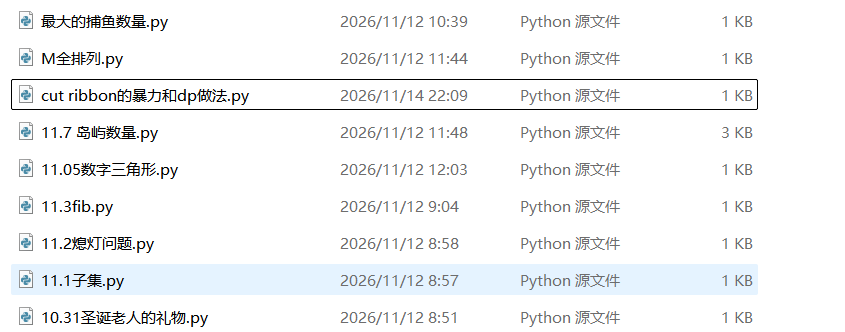 最大的捕鱼数量.py 2026/11/12 10:39 Python 源文件 1 KB
M全排列.py 2026/11/12 11:44 Python 源文件 1 KB
cut ribbon的暴力和dp做法.py 2026/11/14 22:09 Python 源文件 1 KB
11.7 岛屿数量.py 2026/11/12 11:48 Python 源文件 3 KB
11.05数字三角形.py 2026/11/12 12:03 Python 源文件 1 KB
11.3fib.py 2026/11/12 9:04 Python 源文件 1 KB
11.2熄灯问题.py 2026/11/12 8:58 Python 源文件 1 KB
11.1子集.py 2026/11/12 8:57 Python 源文件 1 KB
10.31圣诞老人的礼物.py 2026/11/12 8:51 Python 源文件 1 KB